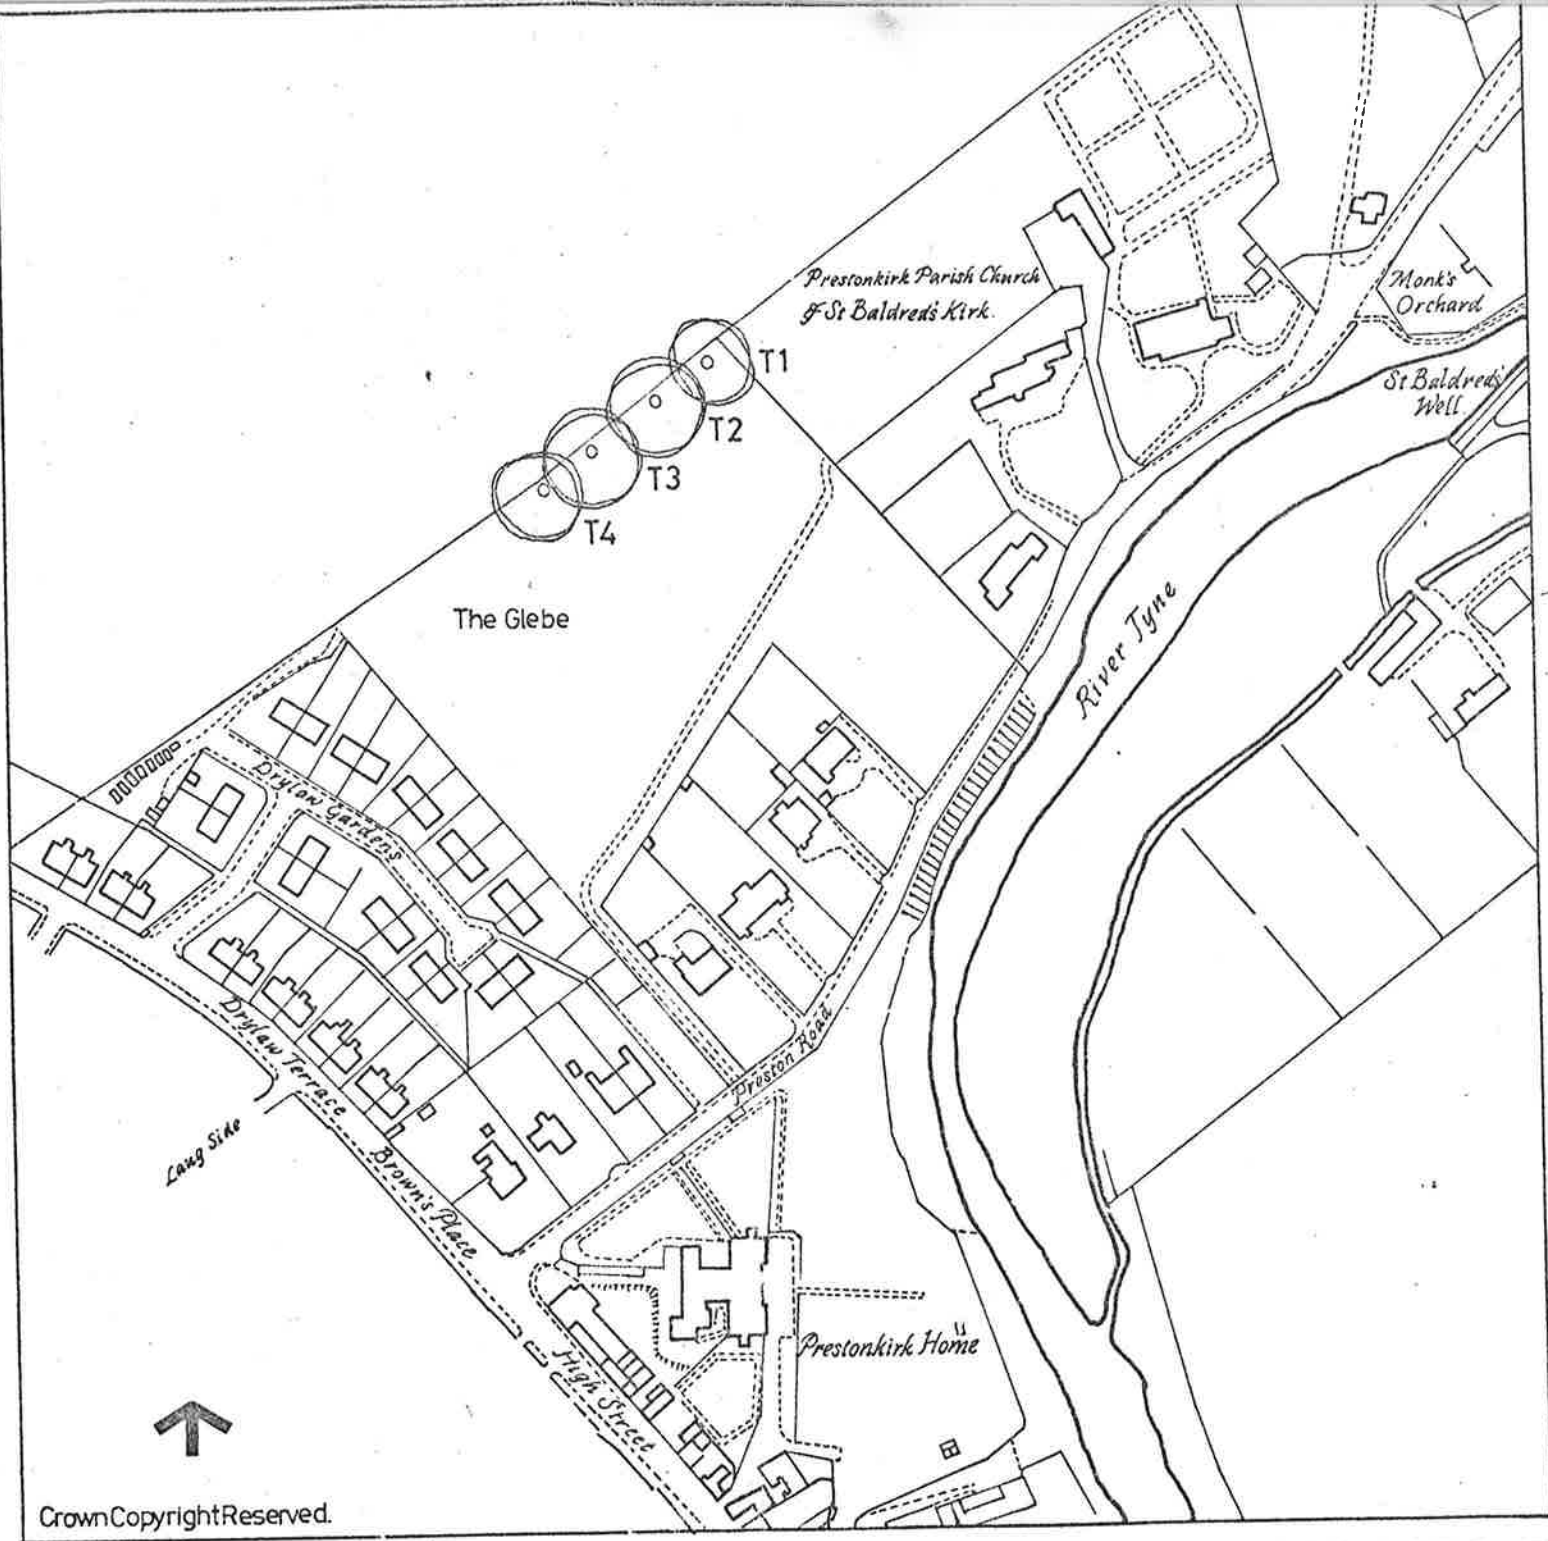 Prestonkirk Parish Church
& St Baldred's Kirk.
Monk's
Orchard
St Baldred's
Well
T1
T2
T3
T4
The Glebe
River Tyne
Drylaw Gardens
Drylaw Terrace
Preston Road
Lang Side
Brown's Place
Prestonkirk Home
High Street
Crown Copyright Reserved.